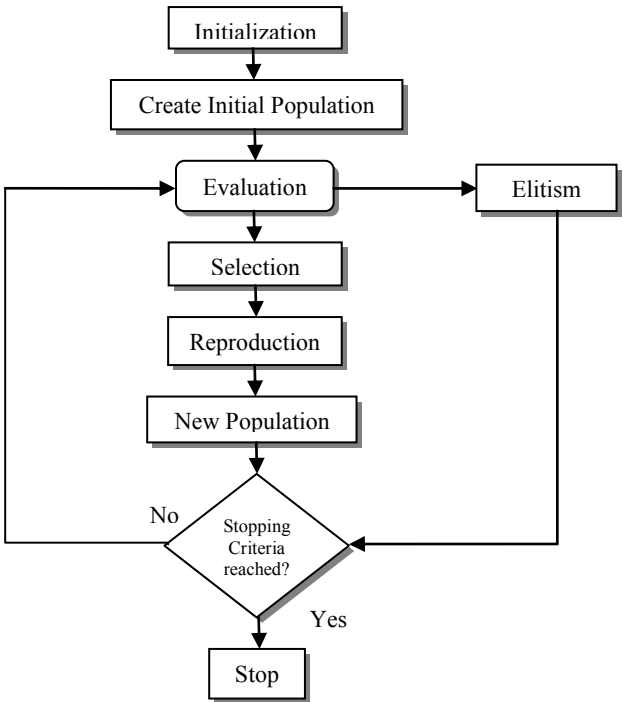 Initialization
Create Initial Population
Evaluation
Elitism
Selection
Reproduction
New Population
No
Stopping
Criteria
reached?
Yes
Stop